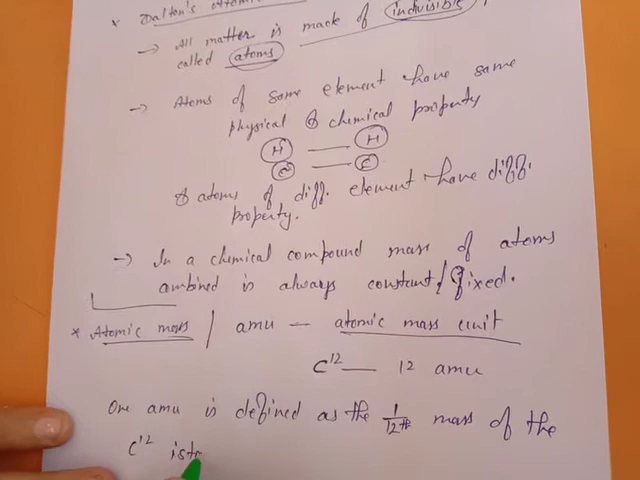 * Dalton's Atomic
→ All matter is made of indivisible
called atoms
→ Atoms of same element have same
physical & chemical property
H — H
C — C
& atoms of diff. element have diff.
property.
→ In a chemical compound mass of atoms
ambined is always constant / fixed.
* Atomic mass / amu — atomic mass unit
C12 — 12 amu
One amu is defined as the 1/12th mass of the
C12 ist